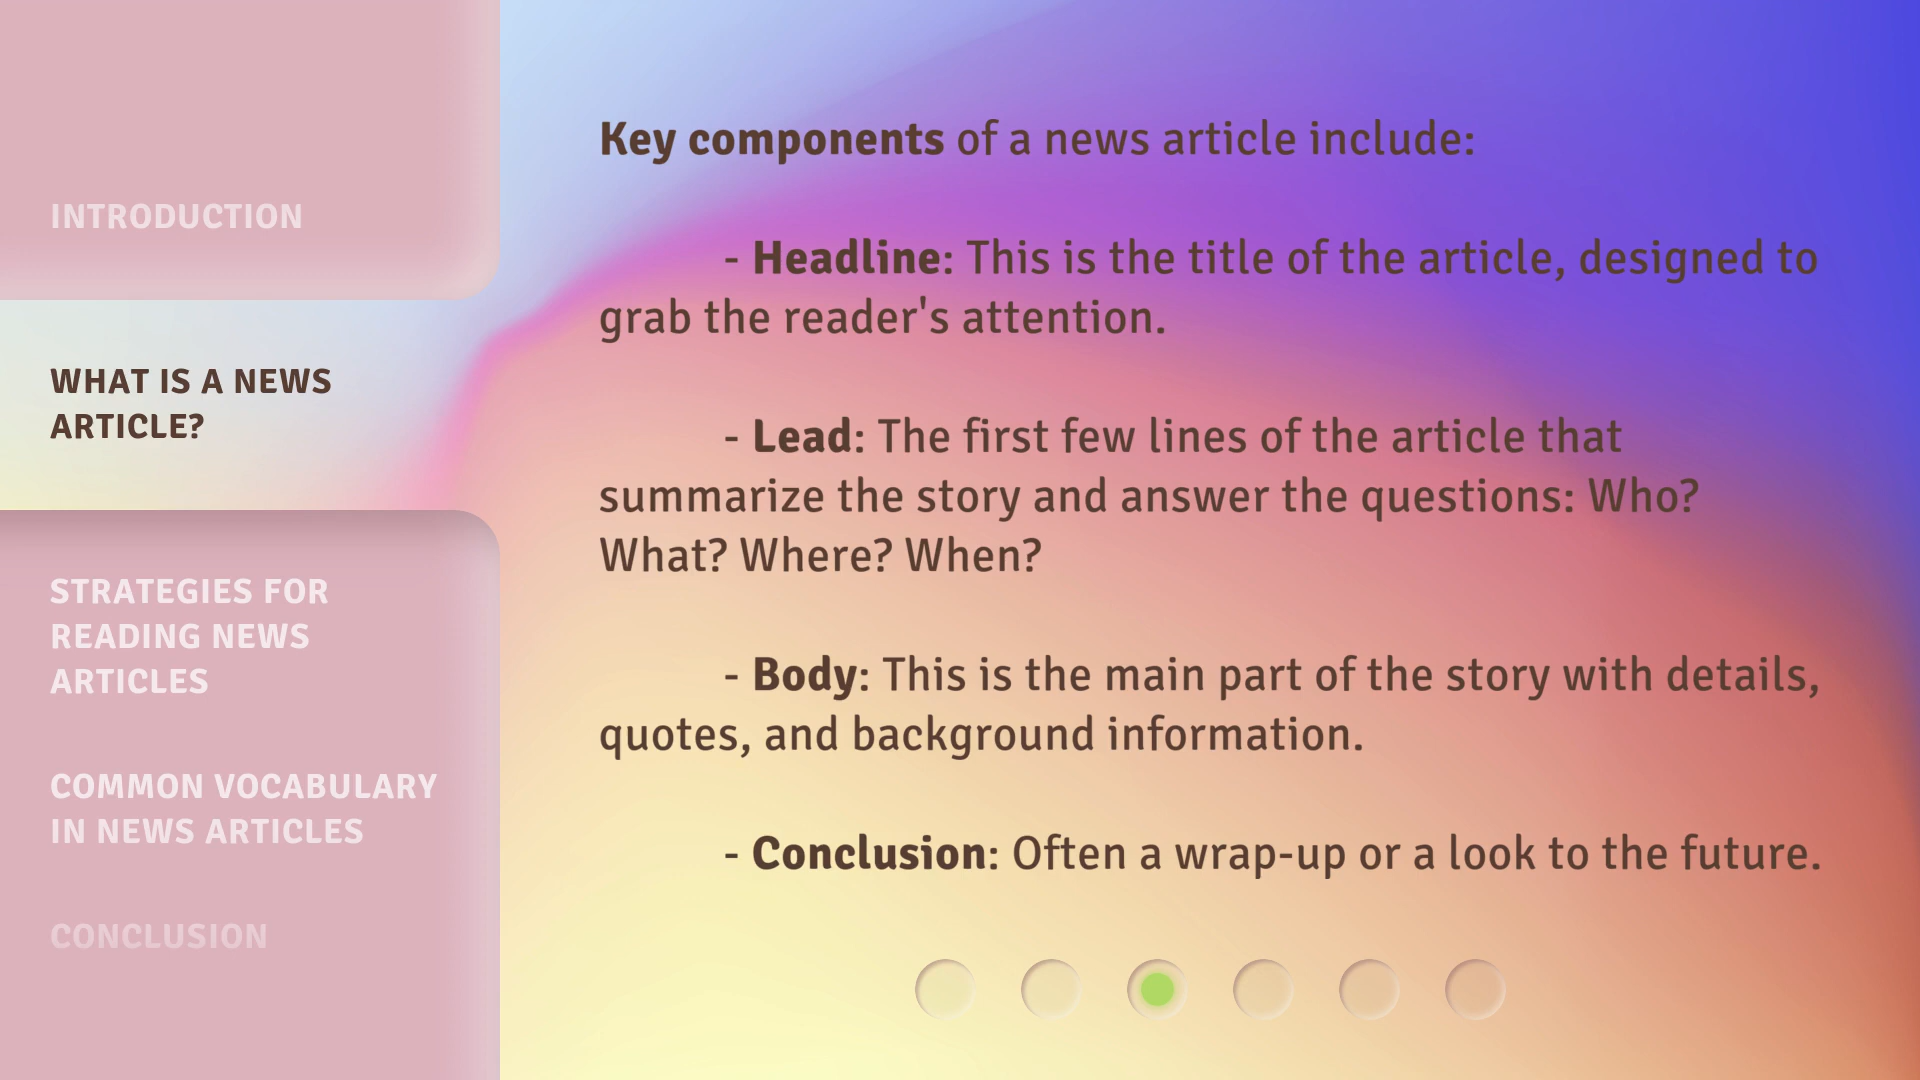 INTRODUCTION
WHAT IS A NEWS
ARTICLE?
STRATEGIES FOR
READING NEWS
ARTICLES
COMMON VOCABULARY
IN NEWS ARTICLES
CONCLUSION
Key components of a news article include:
- Headline: This is the title of the article, designed to
grab the reader's attention.
- Lead: The first few lines of the article that
summarize the story and answer the questions: Who?
What? Where? When?
- Body: This is the main part of the story with details,
quotes, and background information.
- Conclusion: Often a wrap-up or a look to the future.